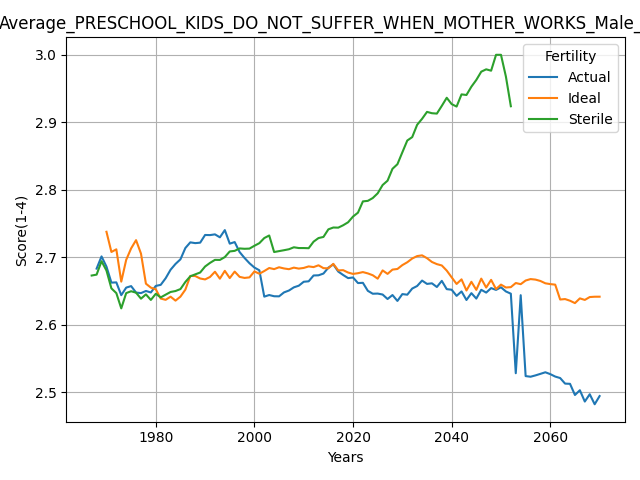 Average_PRESCHOOL_KIDS_DO_NOT_SUFFER_WHEN_MOTHER_WORKS_Male_
3.0
2.9
2.8
2.7
2.6
2.5
Score(1-4)
Fertility
Actual
Ideal
Sterile
1980
2000
2020
2040
2060
Years